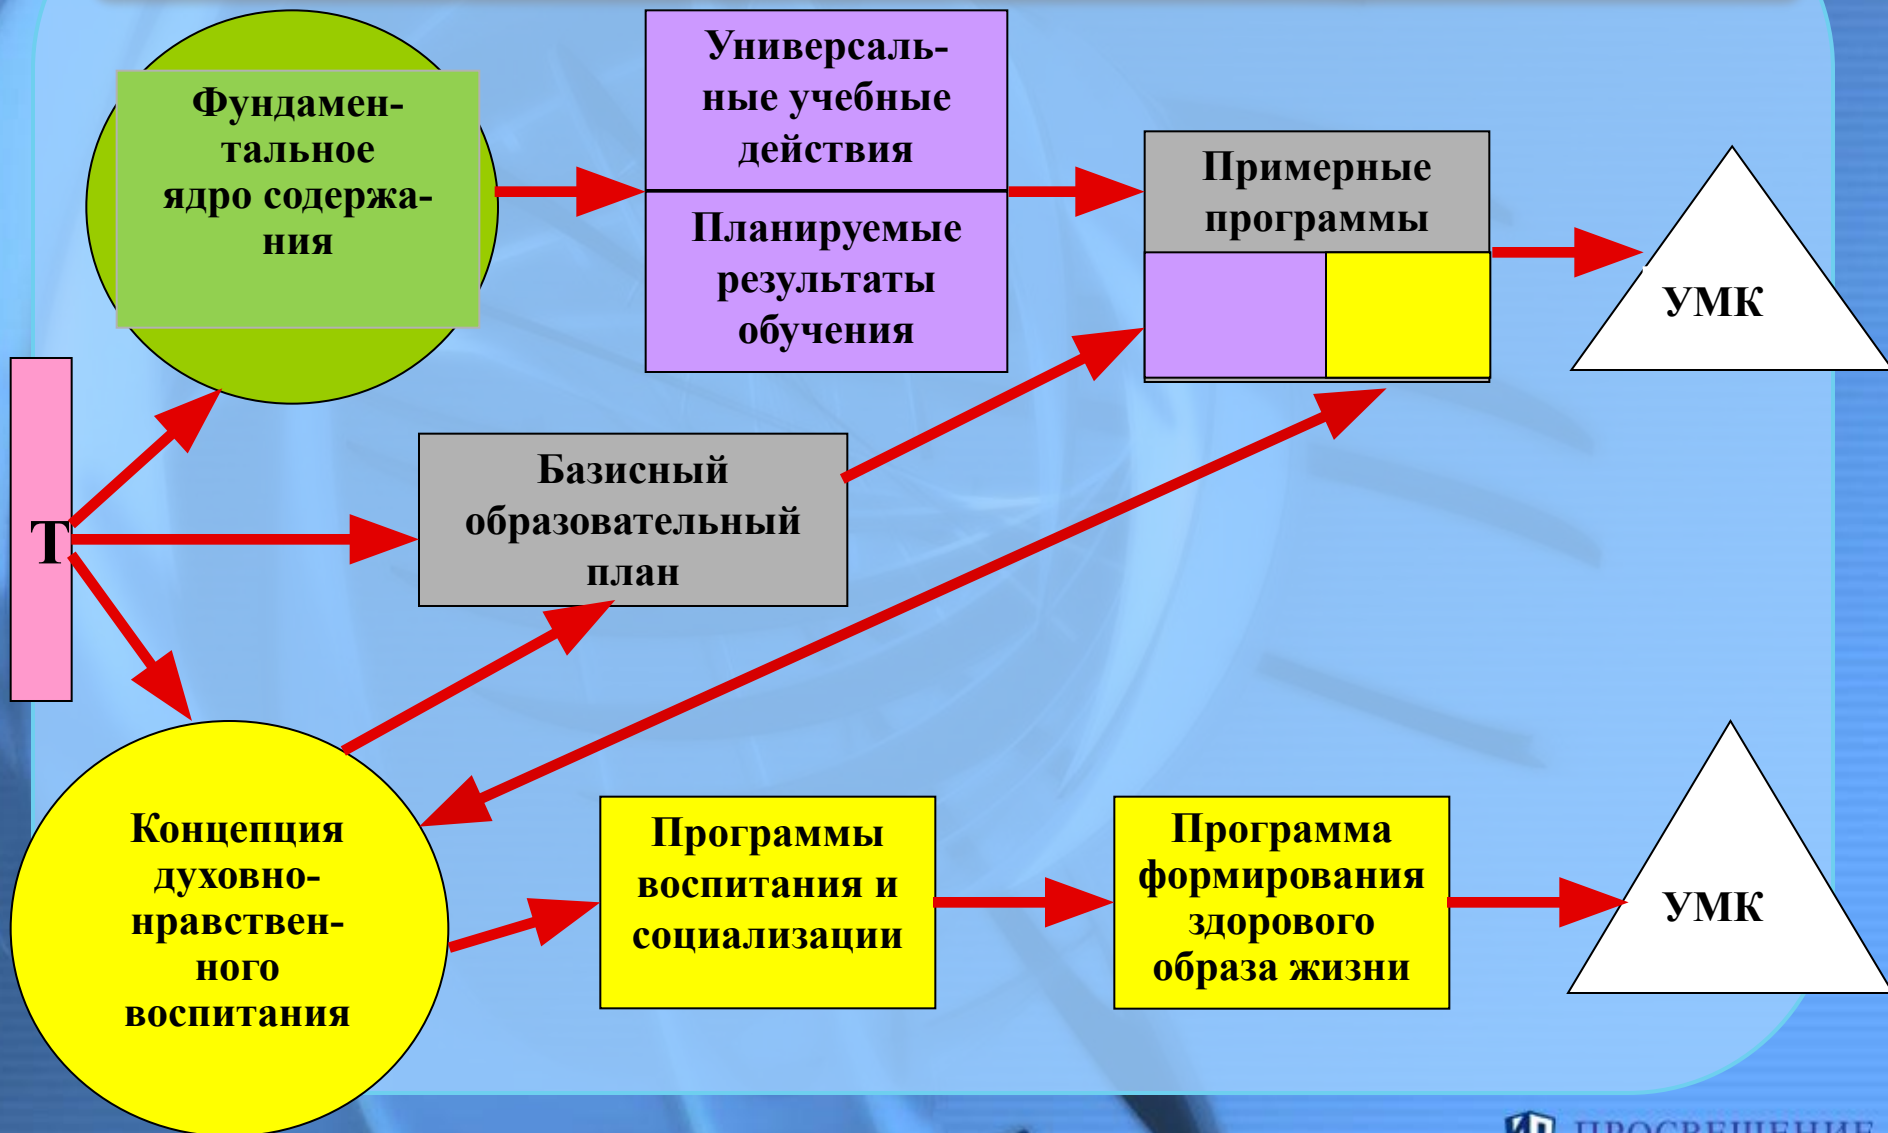 Фундамен-
тальное
ядро содержа-
ния
Универсаль-
ные учебные
действия
Планируемые
результаты
обучения
Примерные
программы
УМК
Т
Базисный
образовательный
план
Концепция
духовно-
нравствен-
ного
воспитания
Программы
воспитания и
социализации
Программа
формирования
здорового
образа жизни
УМК
ПРОСВЕЩЕНИЕ